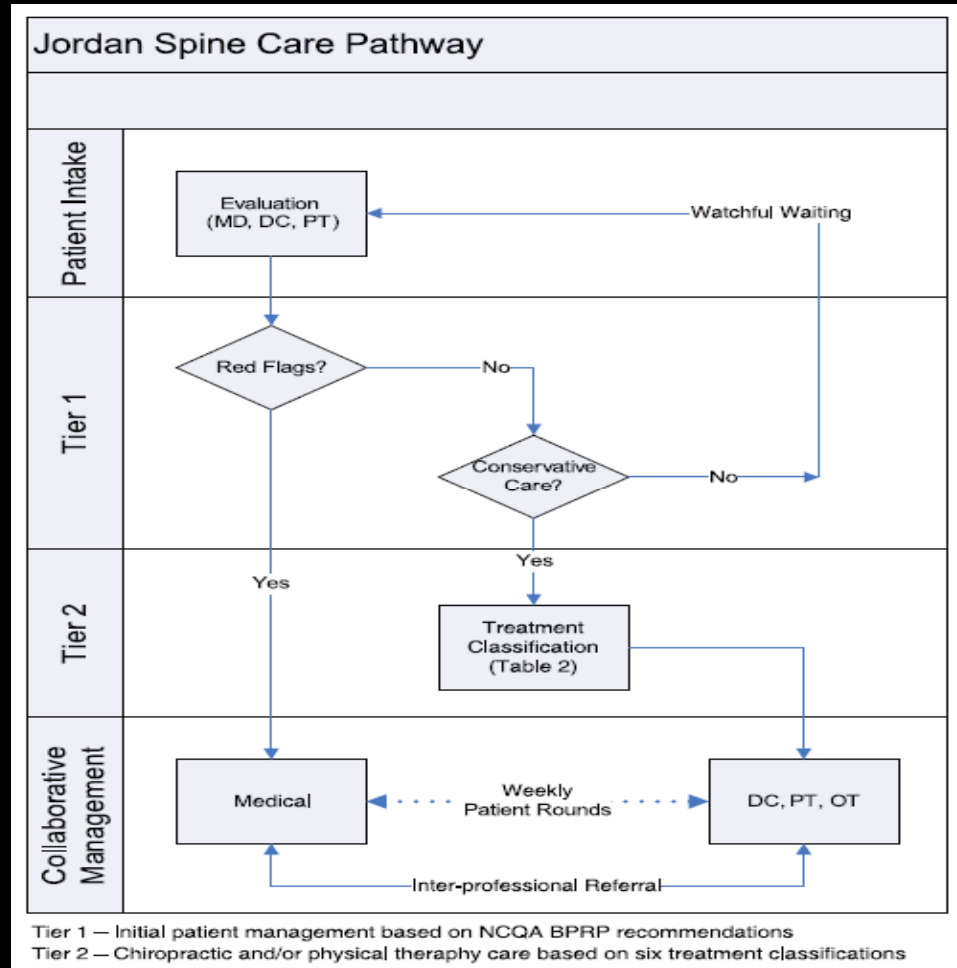 Jordan Spine Care Pathway
Patient Intake
Evaluation
(MD, DC, PT)
Watchful Waiting
Tier 1
Red Flags?
No
Conservative
Care?
No
Tier 2
Yes
Yes
Treatment
Classification
(Table 2)
Collaborative
Management
Medical
Weekly
Patient Rounds
DC, PT, OT
Inter-professional Referral
Tier 1 – Initial patient management based on NCQA BPRP recommendations
Tier 2 – Chiropractic and/or physical theraphy care based on six treatment classifications